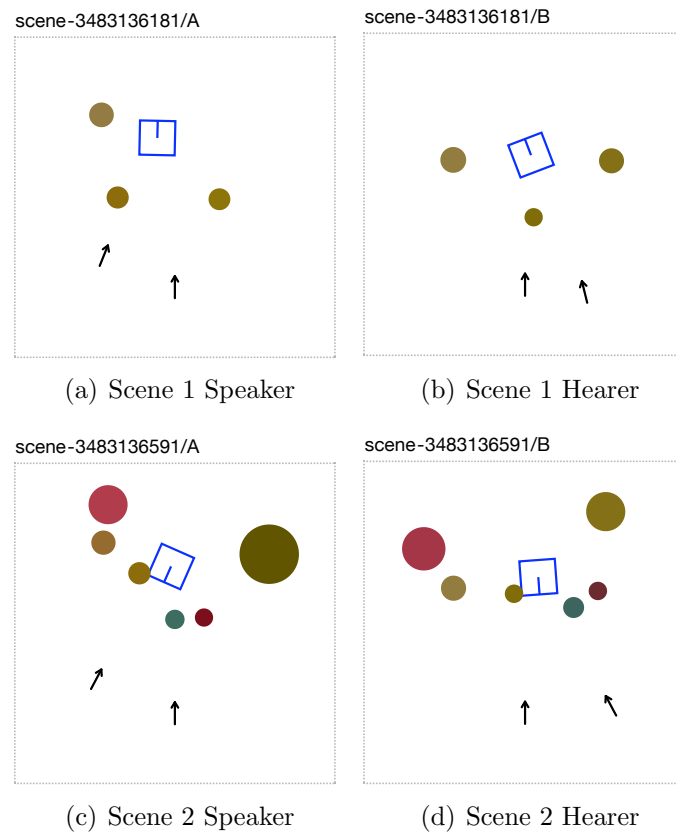 scene-3483136181/A
scene-3483136181/B
(a) Scene 1 Speaker
(b) Scene 1 Hearer
scene-3483136591/A
scene-3483136591/B
(c) Scene 2 Speaker
(d) Scene 2 Hearer